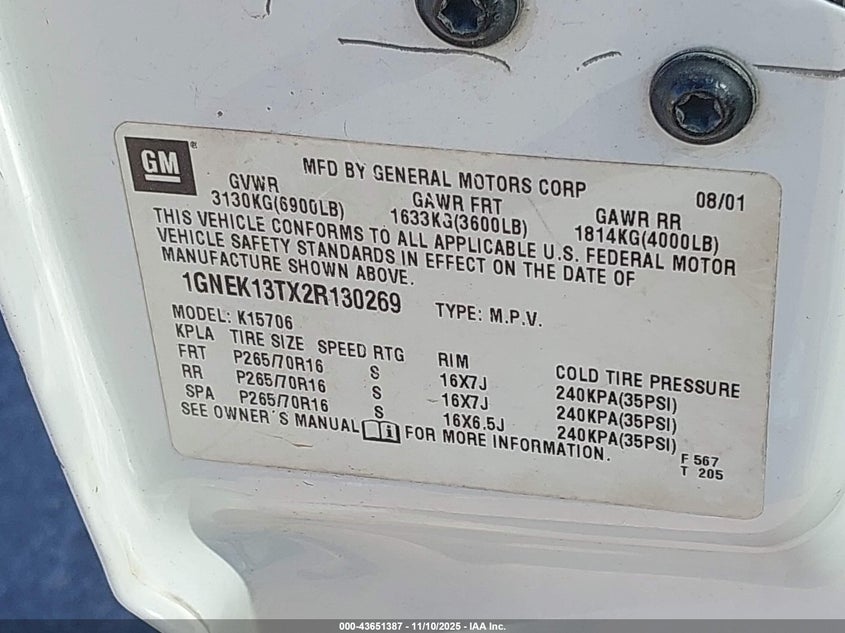 GM®
MFD BY GENERAL MOTORS CORP 08/01
GVWR GAWR FRT GAWR RR
3130KG(6900LB) 1633KG(3600LB) 1814KG(4000LB)
THIS VEHICLE CONFORMS TO ALL APPLICABLE U.S. FEDERAL MOTOR
VEHICLE SAFETY STANDARDS IN EFFECT ON THE DATE OF
MANUFACTURE SHOWN ABOVE.
1GNEK13TX2R130269 TYPE: M.P.V.
MODEL: K15706
KPLA TIRE SIZE SPEED RTG RIM COLD TIRE PRESSURE
FRT P265/70R16 S 16X7J 240KPA(35PSI)
RR P265/70R16 S 16X7J 240KPA(35PSI)
SPA P265/70R16 S 16X6.5J 240KPA(35PSI)
SEE OWNER'S MANUAL FOR MORE INFORMATION.
F 567
T 205
000-43651387 - 11/10/2025 - IAA Inc.